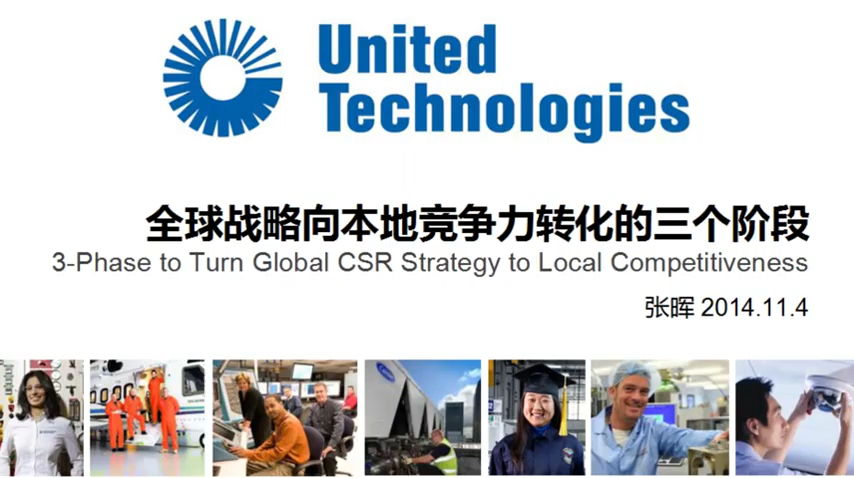 United
Technologies
全球战略向本地竞争力转化的三个阶段
3-Phase to Turn Global CSR Strategy to Local Competitiveness
张晖 2014.11.4